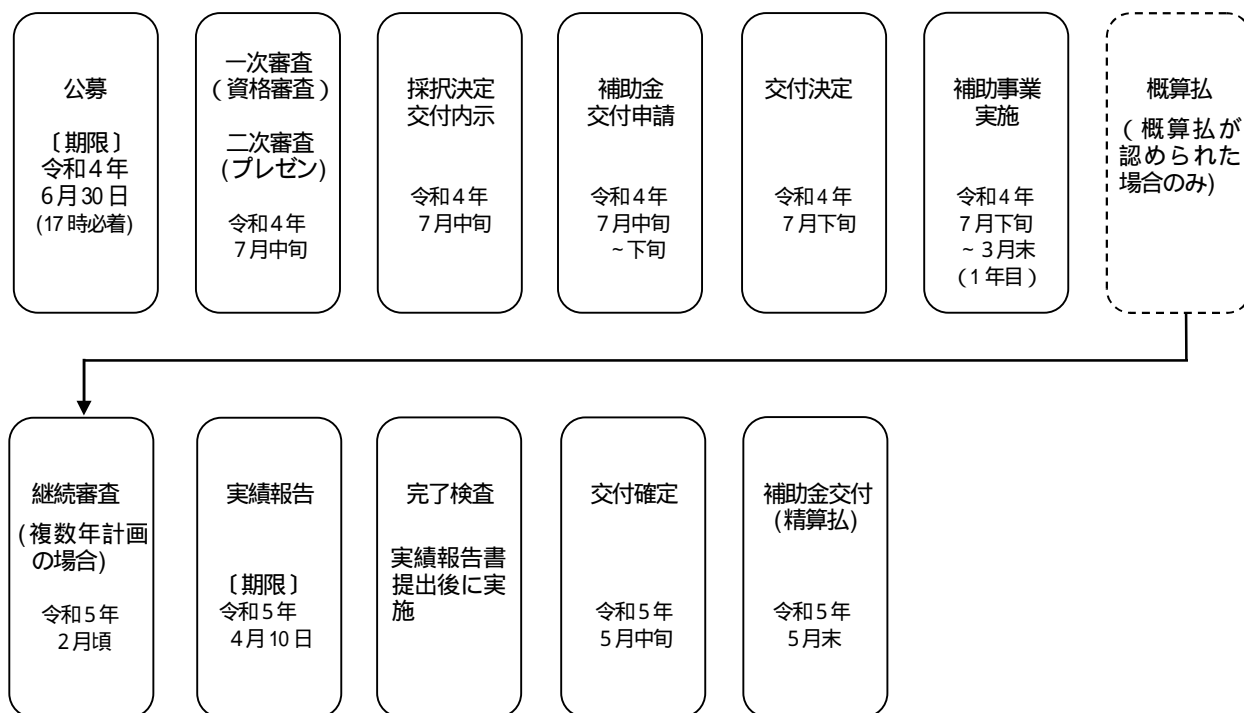 公募
〔期限〕
令和4年
6月30日
(17時必着)
一次審査
(資格審査)
二次審査
(プレゼン)
令和4年
7月中旬
採択決定
交付内示
令和4年
7月中旬
補助金
交付申請
令和4年
7月中旬
~下旬
交付決定
令和4年
7月下旬
補助事業
実施
令和4年
7月下旬
~3月末
(1年目)
概算払
(概算払が
認められた
場合のみ)
継続審査
(複数年計画
の場合)
令和5年
2月頃
実績報告
〔期限〕
令和5年
4月10日
完了検査
実績報告書
提出後に実
施
交付確定
令和5年
5月中旬
補助金交付
(精算払)
令和5年
5月末